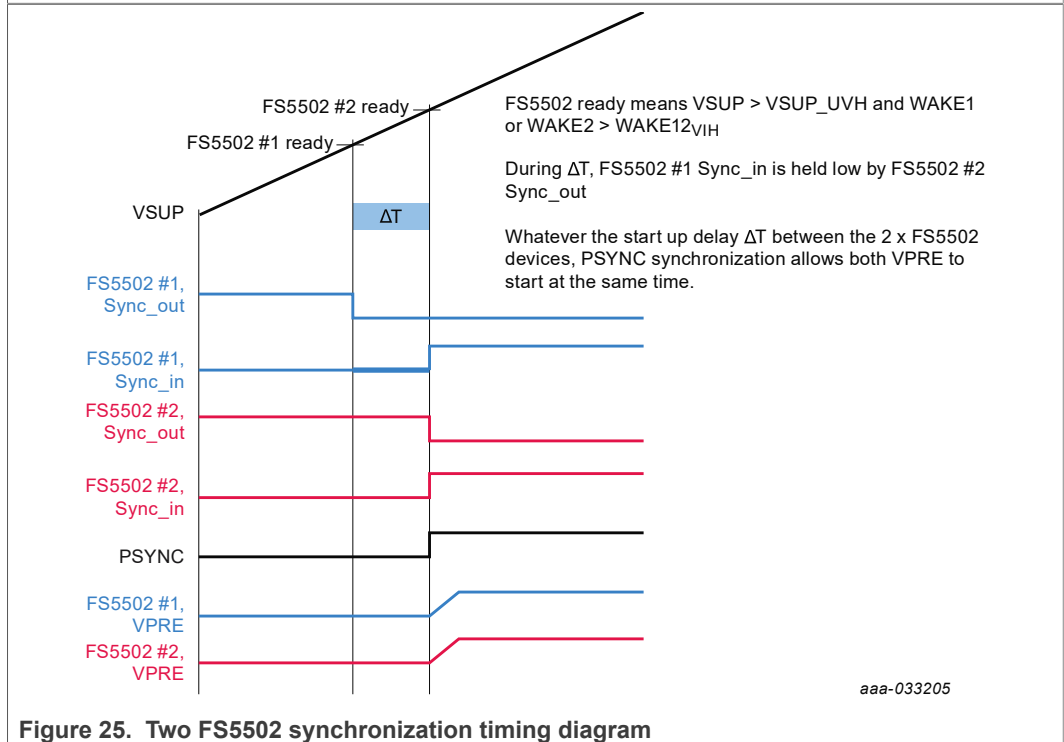 FS5502 #2 ready
FS5502 #1 ready
FS5502 ready means VSUP > VSUP_UVH and WAKE1
or WAKE2 > WAKE12VIH
During ΔT, FS5502 #1 Sync_in is held low by FS5502 #2
Sync_out
Whatever the start up delay ΔT between the 2 x FS5502
devices, PSYNC synchronization allows both VPRE to
start at the same time.
VSUP
ΔT
FS5502 #1,
Sync_out
FS5502 #1,
Sync_in
FS5502 #2,
Sync_out
FS5502 #2,
Sync_in
PSYNC
FS5502 #1,
VPRE
FS5502 #2,
VPRE
aaa-033205
Figure 25. Two FS5502 synchronization timing diagram